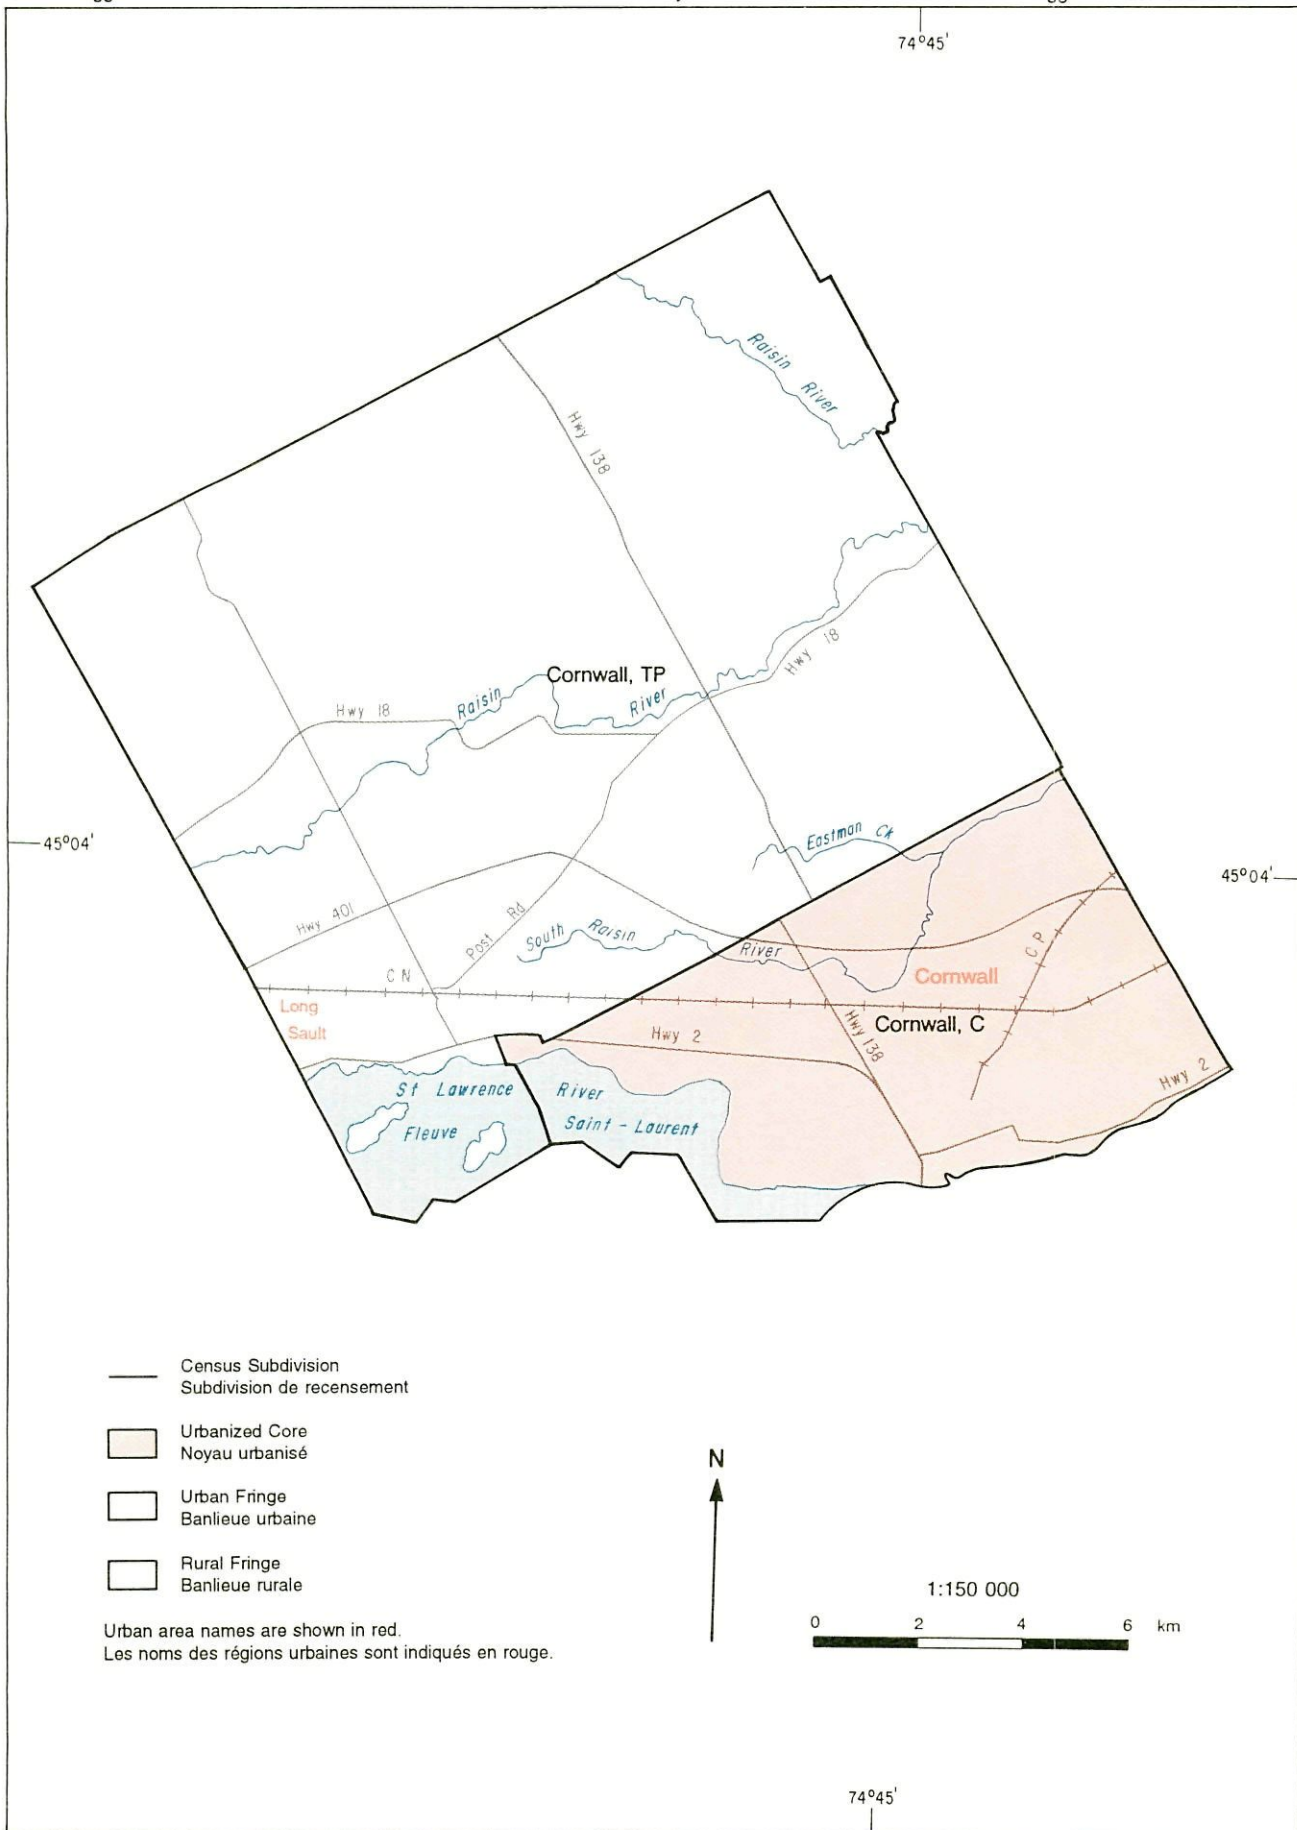 74°45'
Raisin River
Hwy 138
Cornwall, TP
Hwy 18
Raisin
River
Hwy 18
45°04'
Eastman Ck
45°04'
Hwy 401
Post Rd
South Raisin
River
CP
CN
Cornwall
Long
Sault
Hwy 138
Cornwall, C
Hwy 2
Hwy 2
St Lawrence
River
Fleuve
Saint-Laurent
Census Subdivision
Subdivision de recensement
Urbanized Core
Noyau urbanisé
Urban Fringe
Banlieue urbaine
Rural Fringe
Banlieue rurale
Urban area names are shown in red.
Les noms des régions urbaines sont indiqués en rouge.
N
1:150 000
0 2 4 6 km
74°45'